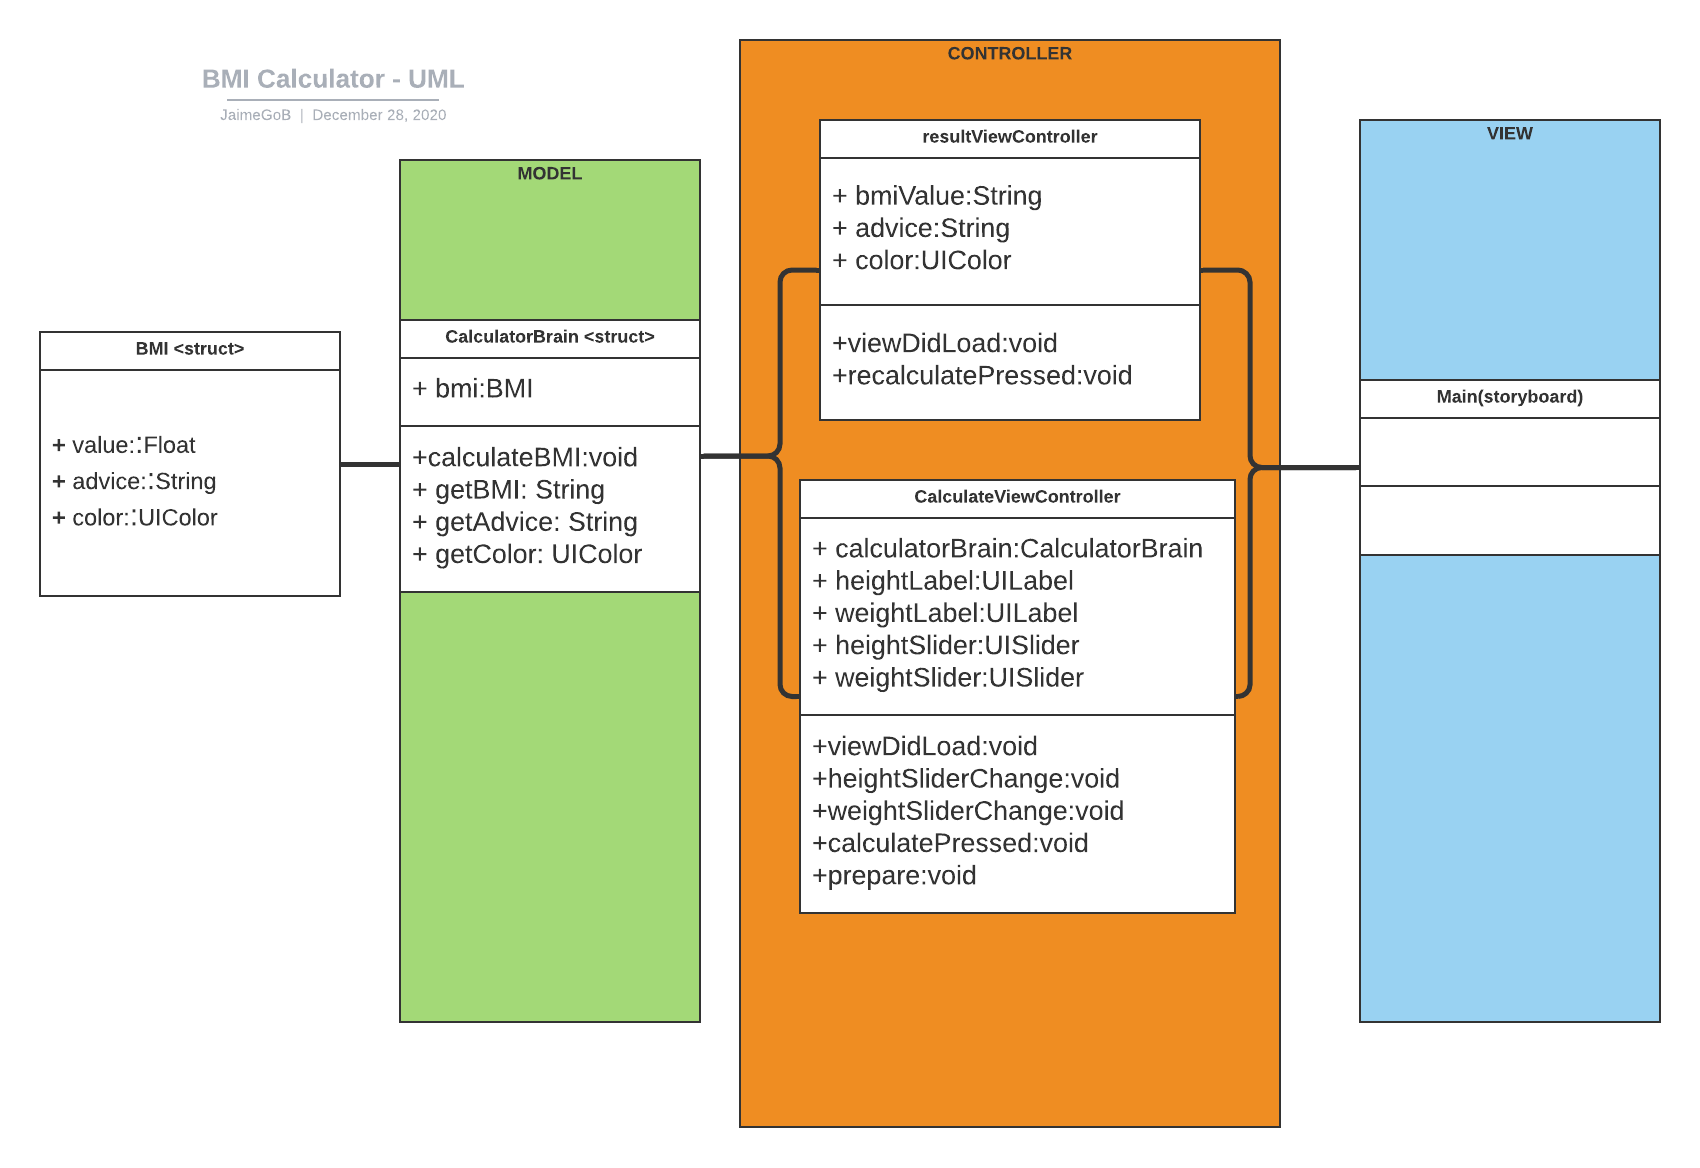 BMI Calculator - UML
JaimeGoB | December 28, 2020
BMI <struct>
+ value::Float
+ advice::String
+ color::UIColor
MODEL
CalculatorBrain <struct>
+ bmi:BMI
+calculateBMI:void
+ getBMI: String
+ getAdvice: String
+ getColor: UIColor
CONTROLLER
resultViewController
+ bmiValue:String
+ advice:String
+ color:UIColor
+viewDidLoad:void
+recalculatePressed:void
CalculateViewController
+ calculatorBrain:CalculatorBrain
+ heightLabel:UILabel
+ weightLabel:UILabel
+ heightSlider:UISlider
+ weightSlider:UISlider
+viewDidLoad:void
+heightSliderChange:void
+weightSliderChange:void
+calculatePressed:void
+prepare:void
VIEW
Main(storyboard)